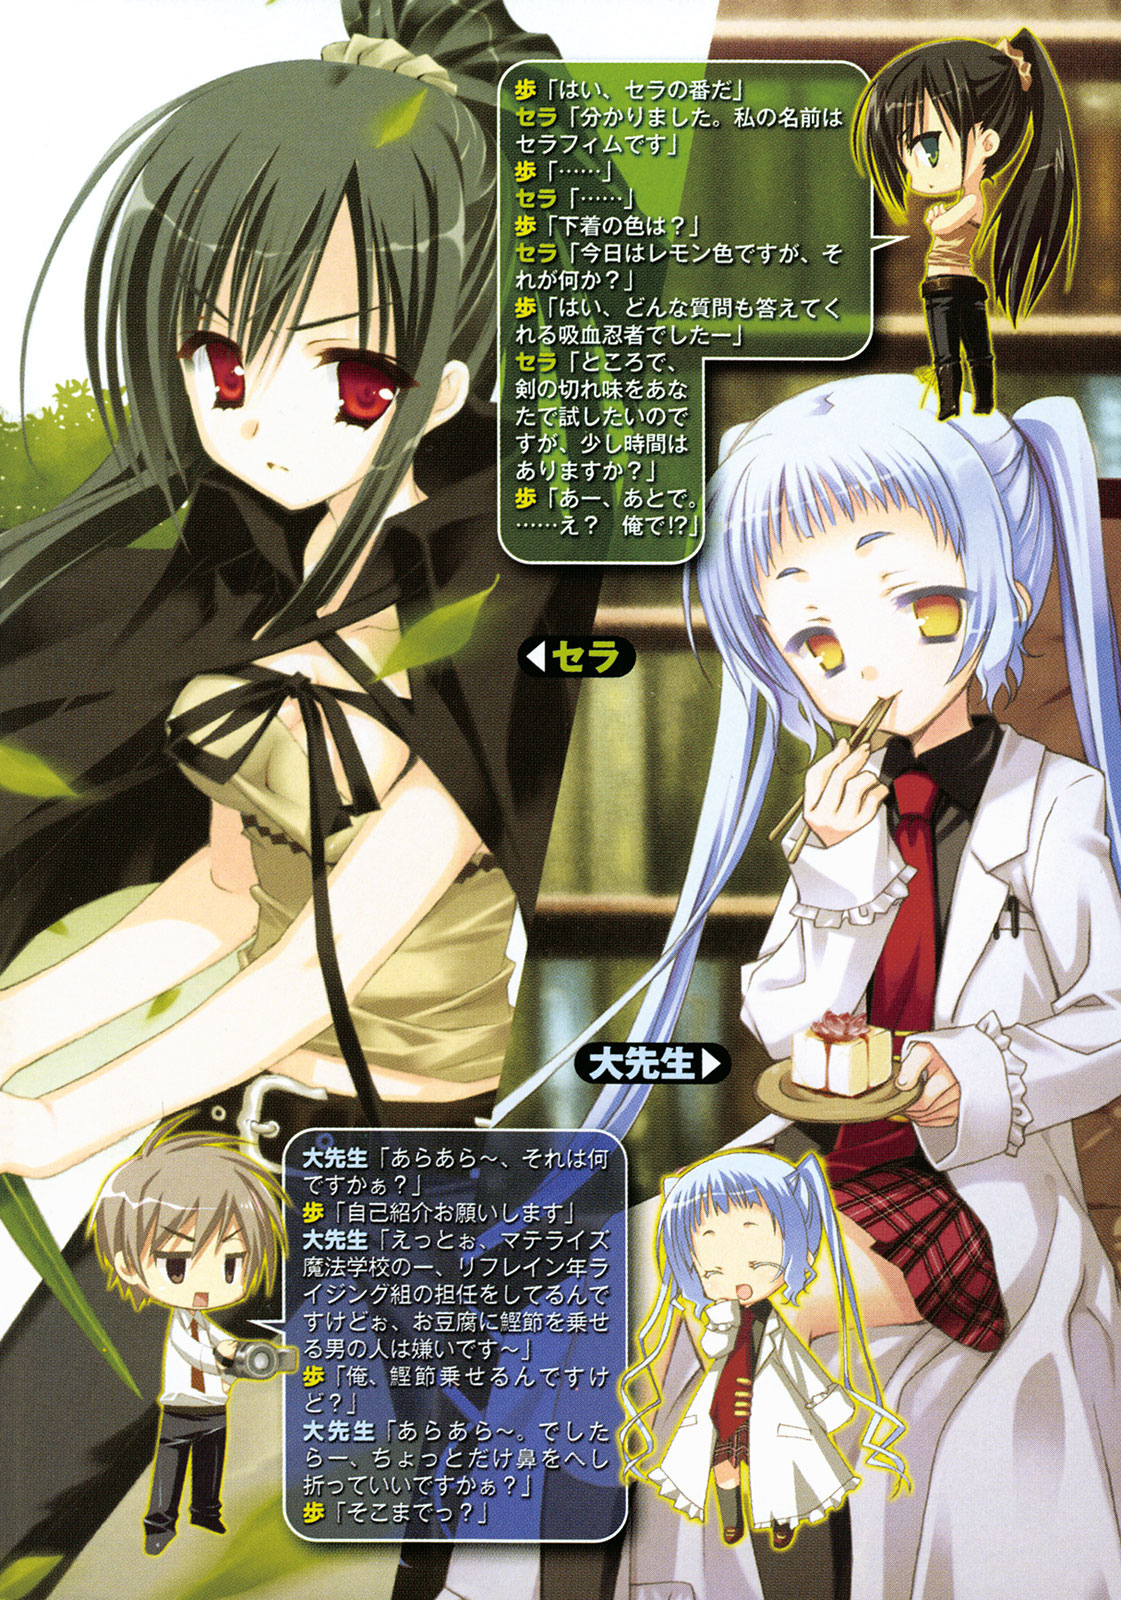 歩「はい、セラの番だ」
セラ「分かりました。私の名前は
セラフィムです」
歩「……」
セラ「……」
歩「下着の色は？」
セラ「今日はレモン色ですが、そ
れが何か？」
歩「はい、どんな質問も答えてく
れる吸血忍者でしたー」
セラ「ところで、
剣の切れ味をあな
たで試したいので
すが、少し時間は
ありますか？」
歩「あー、あとで。
……え？　俺で!?」
セラ
大先生
大先生「あらあら～、それは何
ですかぁ？」
歩「自己紹介お願いします」
大先生「えっとぉ、マテライズ
魔法学校のー、リフレイン年ラ
イジング組の担任をしてるんで
すけどぉ、お豆腐に鰹節を乗せ
る男の人は嫌いです～」
歩「俺、鰹節乗せるんですけ
ど？」
大先生「あらあら～。でした
らー、ちょっとだけ鼻をへし
折っていいですかぁ？」
歩「そこまでっ？」